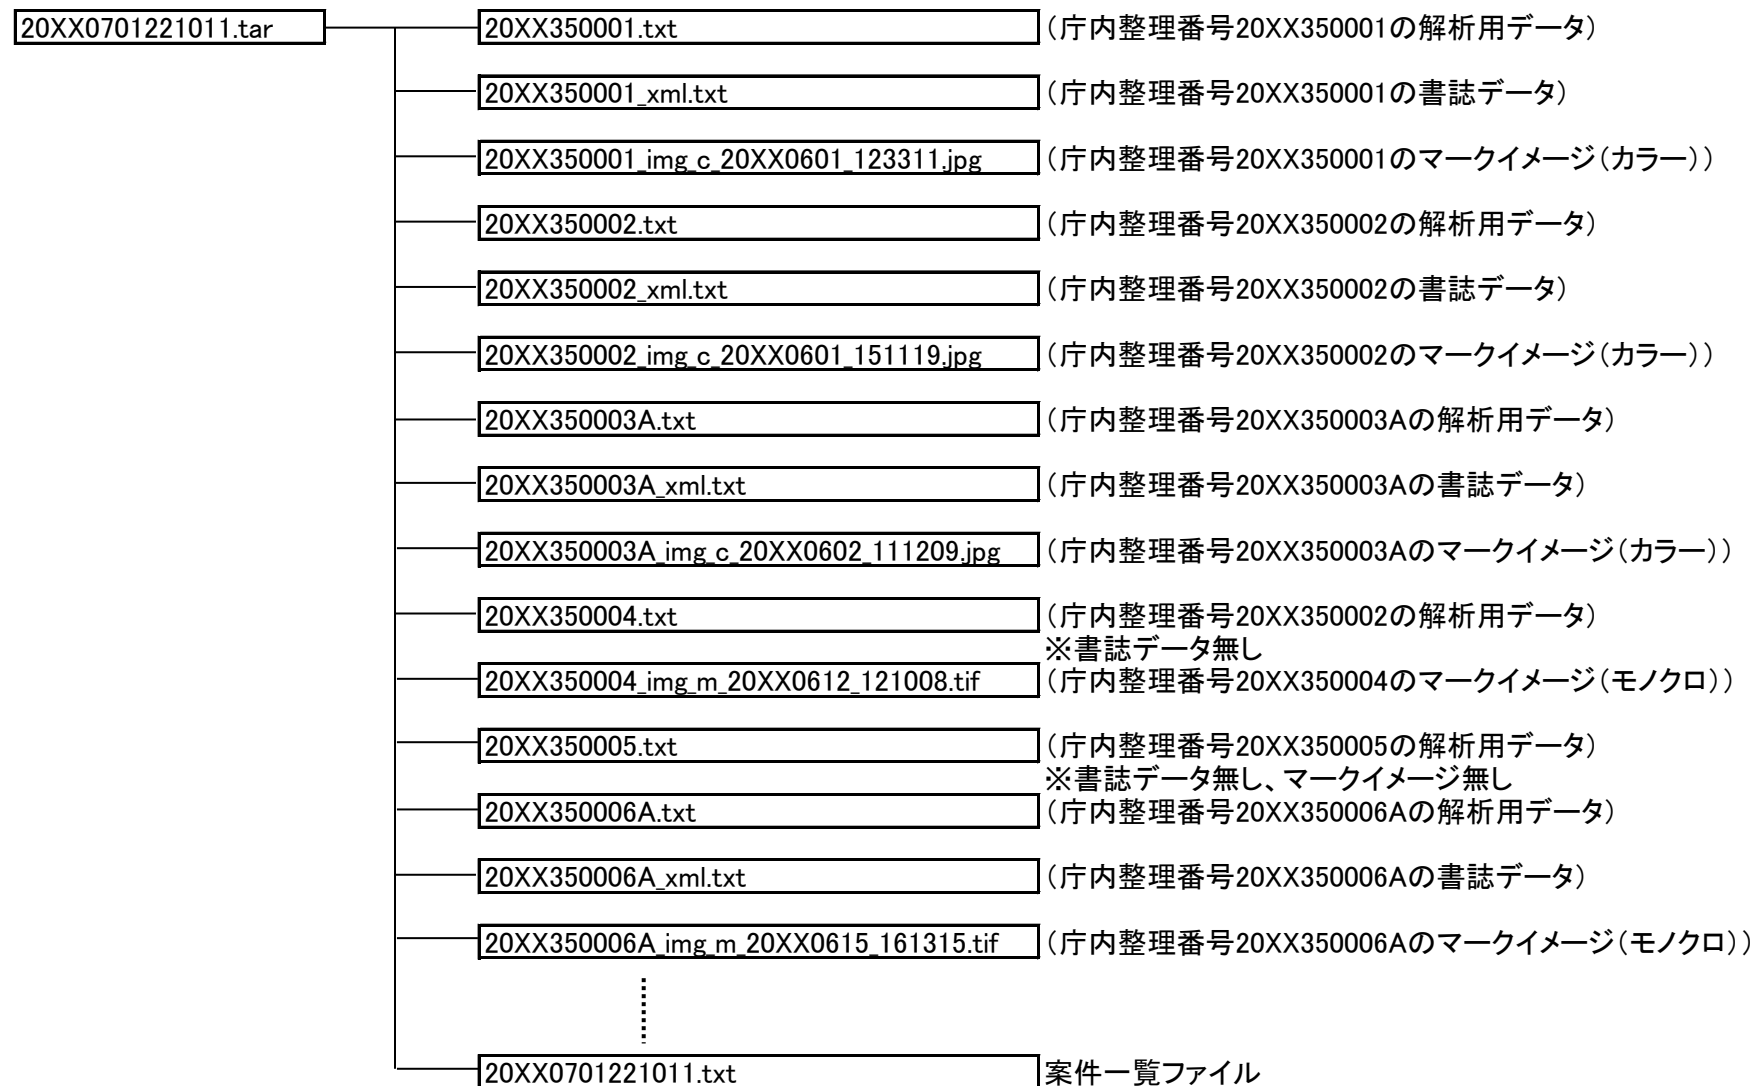 20XX0701221011.tar
20XX350001.txt (庁内整理番号20XX350001の解析用データ)
20XX350001_xml.txt (庁内整理番号20XX350001の書誌データ)
20XX350001_img_c_20XX0601_123311.jpg (庁内整理番号20XX350001のマークイメージ(カラー))
20XX350002.txt (庁内整理番号20XX350002の解析用データ)
20XX350002_xml.txt (庁内整理番号20XX350002の書誌データ)
20XX350002_img_c_20XX0601_151119.jpg (庁内整理番号20XX350002のマークイメージ(カラー))
20XX350003A.txt (庁内整理番号20XX350003Aの解析用データ)
20XX350003A_xml.txt (庁内整理番号20XX350003Aの書誌データ)
20XX350003A_img_c_20XX0602_111209.jpg (庁内整理番号20XX350003Aのマークイメージ(カラー))
20XX350004.txt (庁内整理番号20XX350002の解析用データ)
※書誌データ無し
20XX350004_img_m_20XX0612_121008.tif (庁内整理番号20XX350004のマークイメージ(モノクロ))
20XX350005.txt (庁内整理番号20XX350005の解析用データ)
※書誌データ無し、マークイメージ無し
20XX350006A.txt (庁内整理番号20XX350006Aの解析用データ)
20XX350006A_xml.txt (庁内整理番号20XX350006Aの書誌データ)
20XX350006A_img_m_20XX0615_161315.tif (庁内整理番号20XX350006Aのマークイメージ(モノクロ))
20XX0701221011.txt 案件一覧ファイル